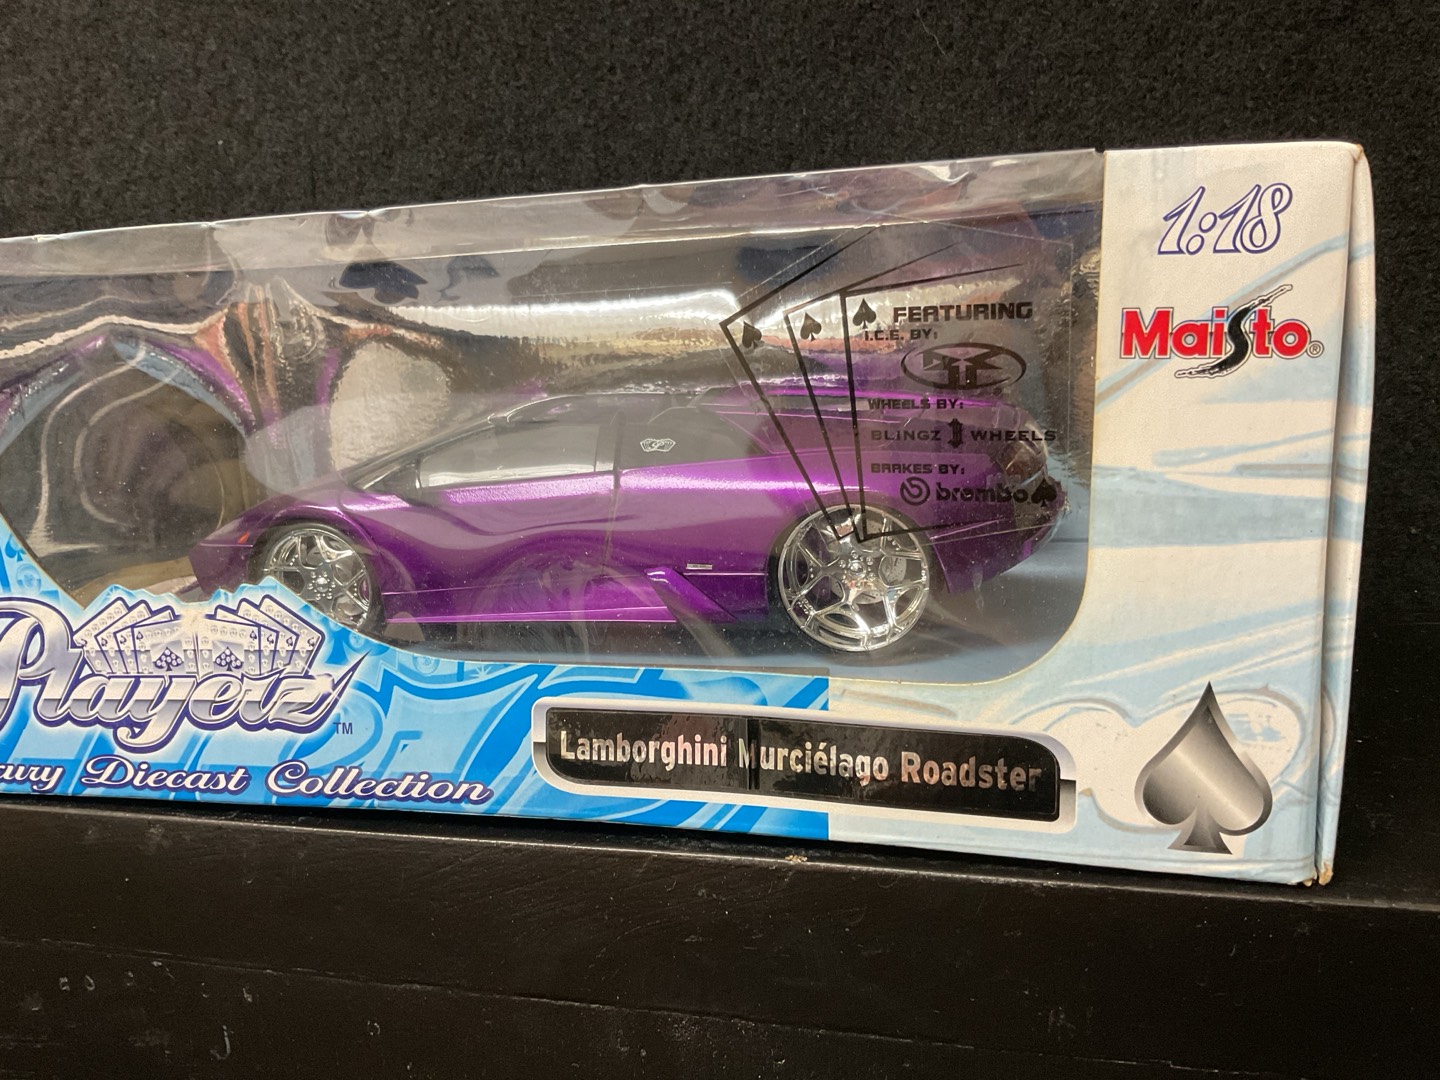 1:18
Maisto®
FEATURING
I.C.E. BY:
WHEELS BY:
BLINGZ WHEELS
BRAKES BY:
brembo
Playerz™
Diecast Collection
Lamborghini Murciélago Roadster